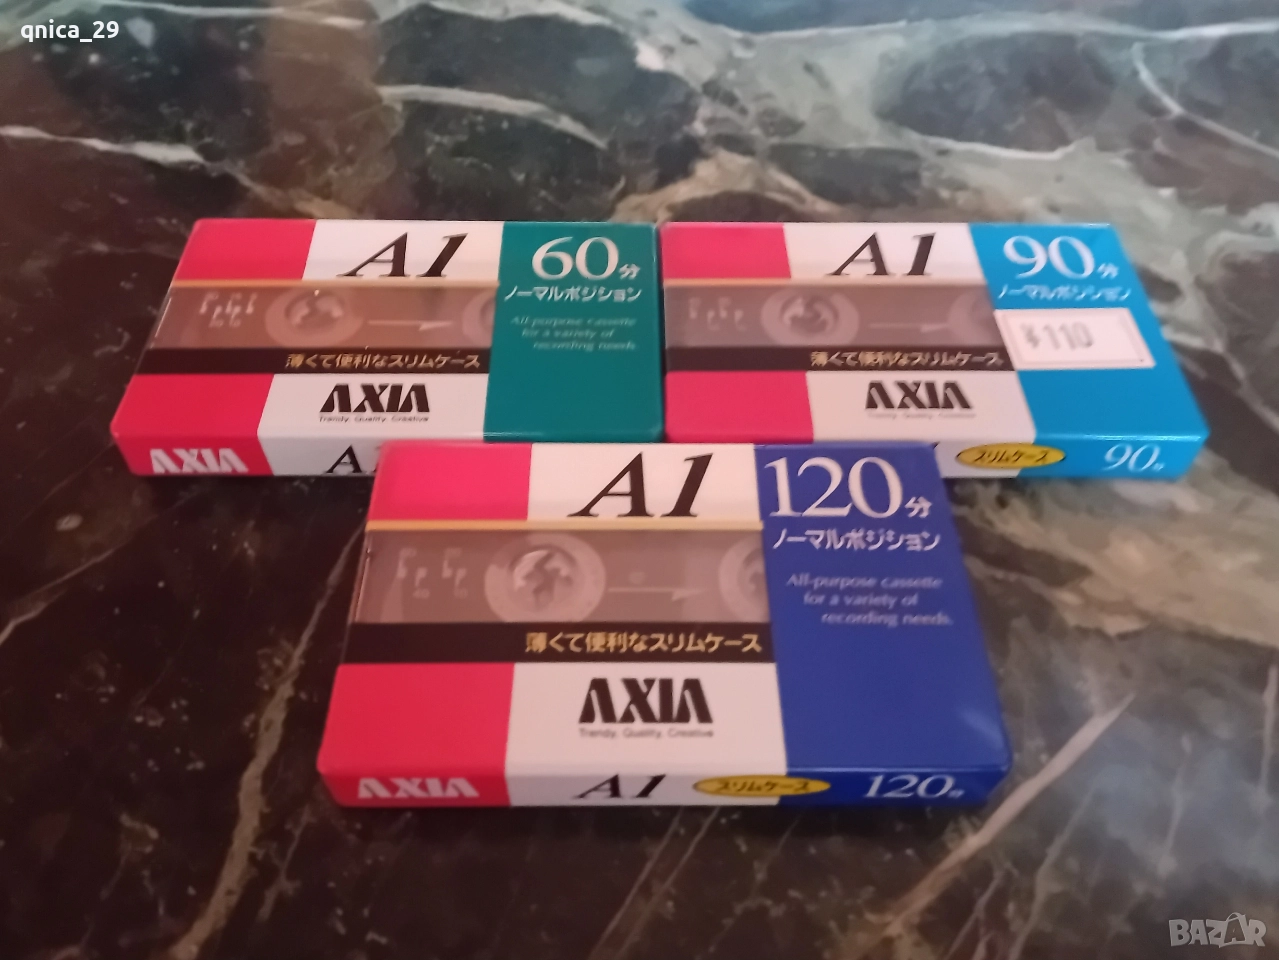 qnica_29
A1
60分
ノーマルポジション
All-purpose cassette
for a variety of
recording needs.
薄くて便利なスリムケース
AXIA
Trendy. Quality. Creative
AXIA
A
A1
90分
ノーマルポジション
¥110
薄くて便利なスリムケース
AXIA
Trendy. Quality. Creative
スリムケース
90分
A1
120分
ノーマルポジション
All-purpose cassette
for a variety of
recording needs.
薄くて便利なスリムケース
AXIA
Trendy. Quality. Creative
AXIA
A1
スリムケース
120分
BAZAR